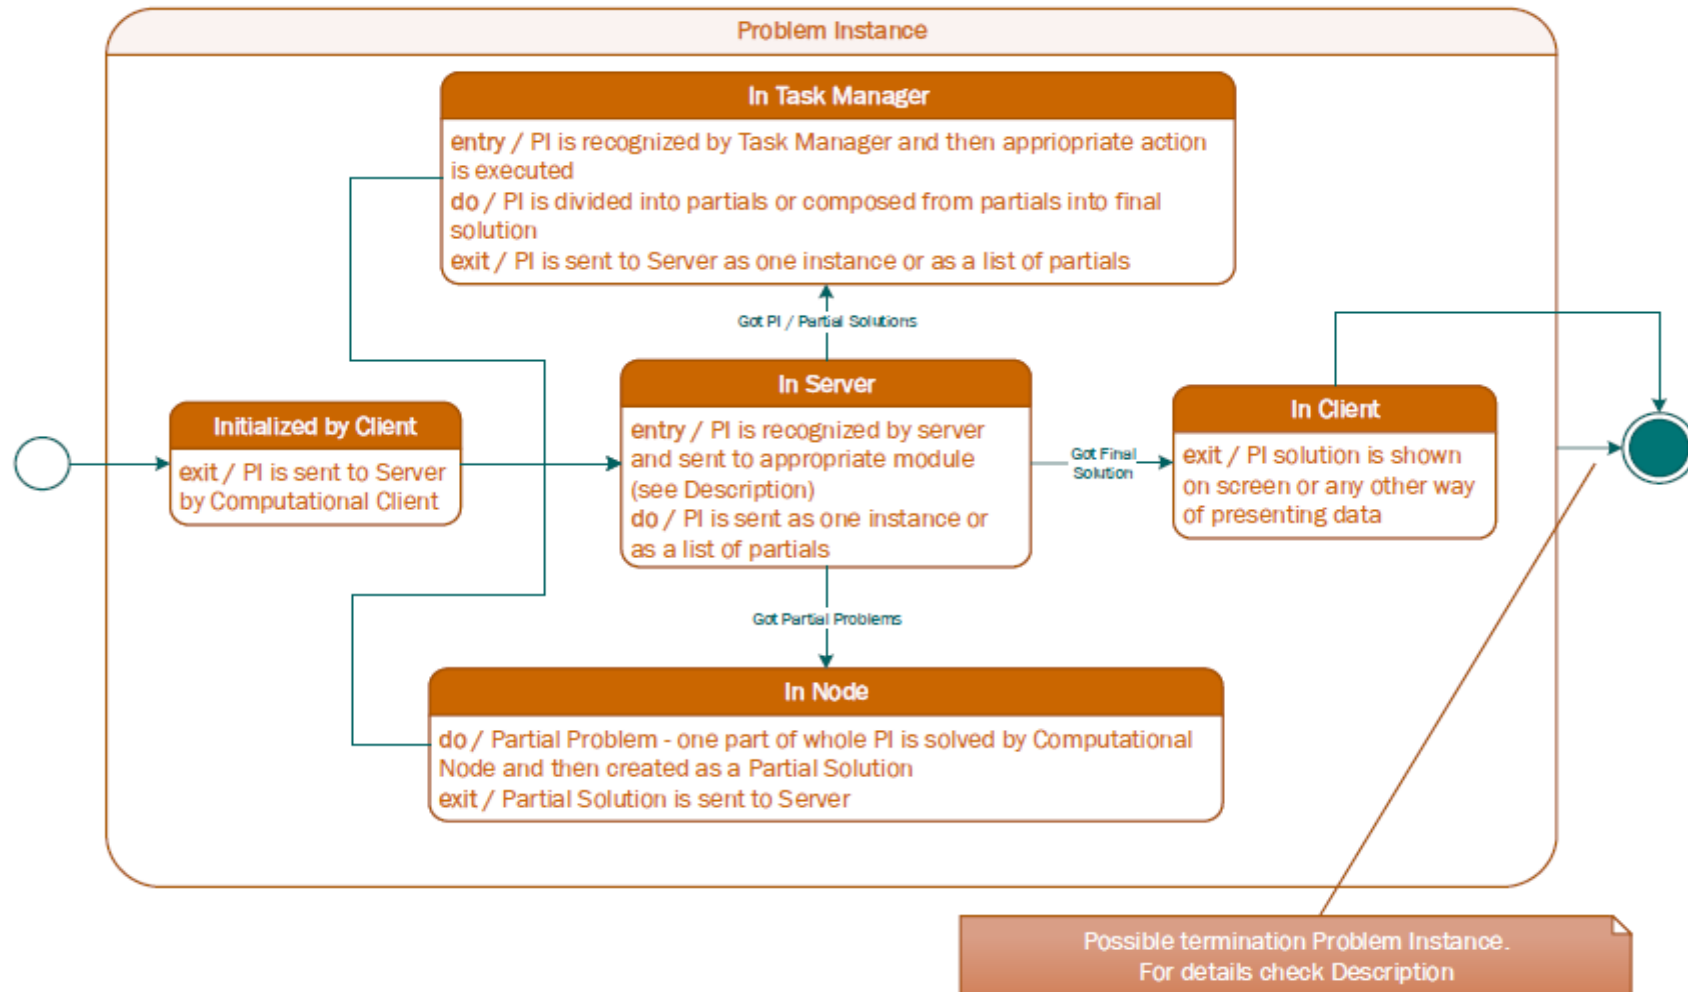 Problem Instance
In Task Manager
entry / PI is recognized by Task Manager and then appriopriate action
is executed
do / PI is divided into partials or composed from partials into final
solution
exit / PI is sent to Server as one instance or as a list of partials
Got PI / Partial Solutions
Initialized by Client
exit / PI is sent to Server
by Computational Client
In Server
entry / PI is recognized by server
and sent to appropriate module
(see Description)
do / PI is sent as one instance or
as a list of partials
Got Final
Solution
In Client
exit / PI solution is shown
on screen or any other way
of presenting data
Got Partial Problems
In Node
do / Partial Problem - one part of whole PI is solved by Computational
Node and then created as a Partial Solution
exit / Partial Solution is sent to Server
Possible termination Problem Instance.
For details check Description